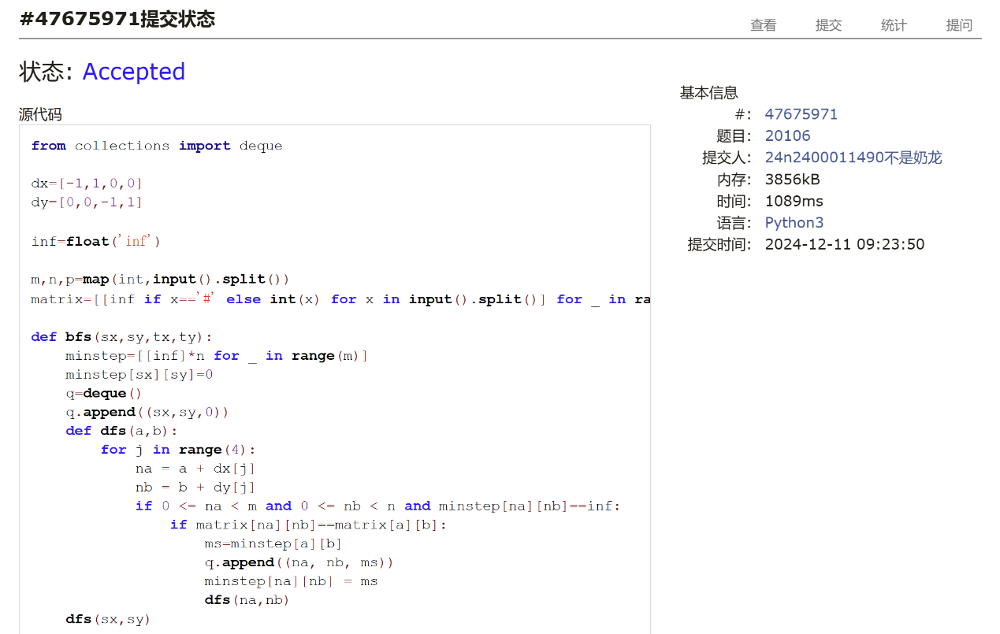 #47675971提交状态
查看 提交 统计 提问
状态: Accepted
源代码
from collections import deque
dx=[-1,1,0,0]
dy=[0,0,-1,1]
inf=float('inf')
m,n,p=map(int,input().split())
matrix=[[inf if x=='#' else int(x) for x in input().split()] for _ in ra
def bfs(sx,sy,tx,ty):
    minstep=[[inf]*n for _ in range(m)]
    minstep[sx][sy]=0
    q=deque()
    q.append((sx,sy,0))
    def dfs(a,b):
        for j in range(4):
            na = a + dx[j]
            nb = b + dy[j]
            if 0 <= na < m and 0 <= nb < n and minstep[na][nb]==inf:
                if matrix[na][nb]==matrix[a][b]:
                    ms=minstep[a][b]
                    q.append((na, nb, ms))
                    minstep[na][nb] = ms
                    dfs(na,nb)
    dfs(sx,sy)
基本信息
#: 47675971
题目: 20106
提交人: 24n2400011490不是奶龙
内存: 3856kB
时间: 1089ms
语言: Python3
提交时间: 2024-12-11 09:23:50